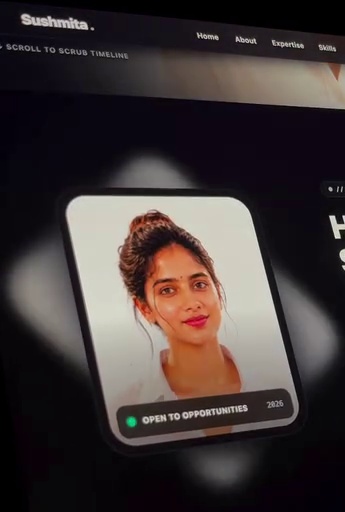 Sushmita.
Home About Expertise Skills
SCROLL TO SCRUB TIMELINE
//
H
S
OPEN TO OPPORTUNITIES 2026